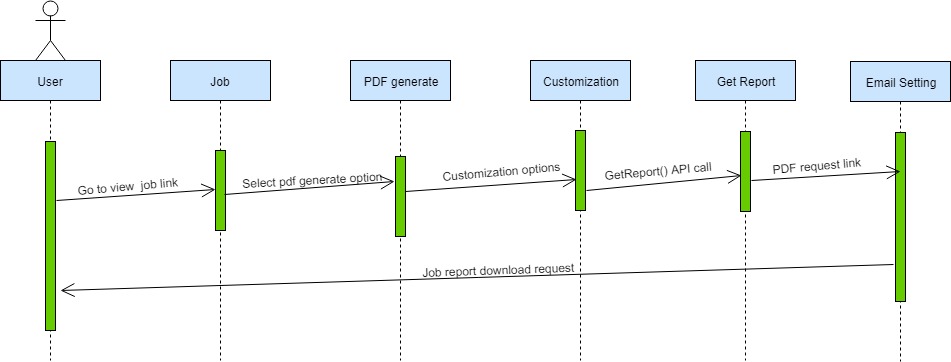 User
Job
PDF generate
Customization
Get Report
Email Setting
Go to view  job link
Select pdf generate option
Customization options
GetReport() API call
PDF request link
Job report download request